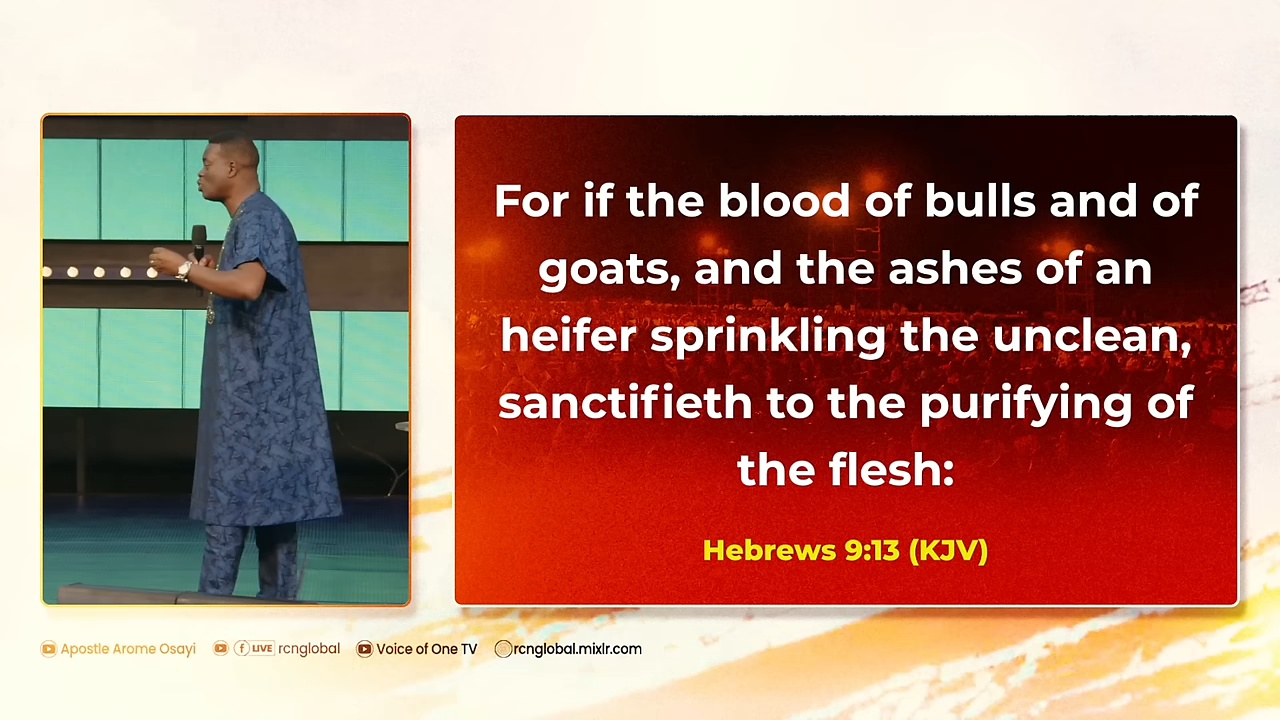 For if the blood of bulls and of
goats, and the ashes of an
heifer sprinkling the unclean,
sanctifieth to the purifying of
the flesh:
Hebrews 9:13 (KJV)
Apostle Arome Osayi
f LIVE rcnglobal
Voice of One TV
rcnglobal.mixlr.com